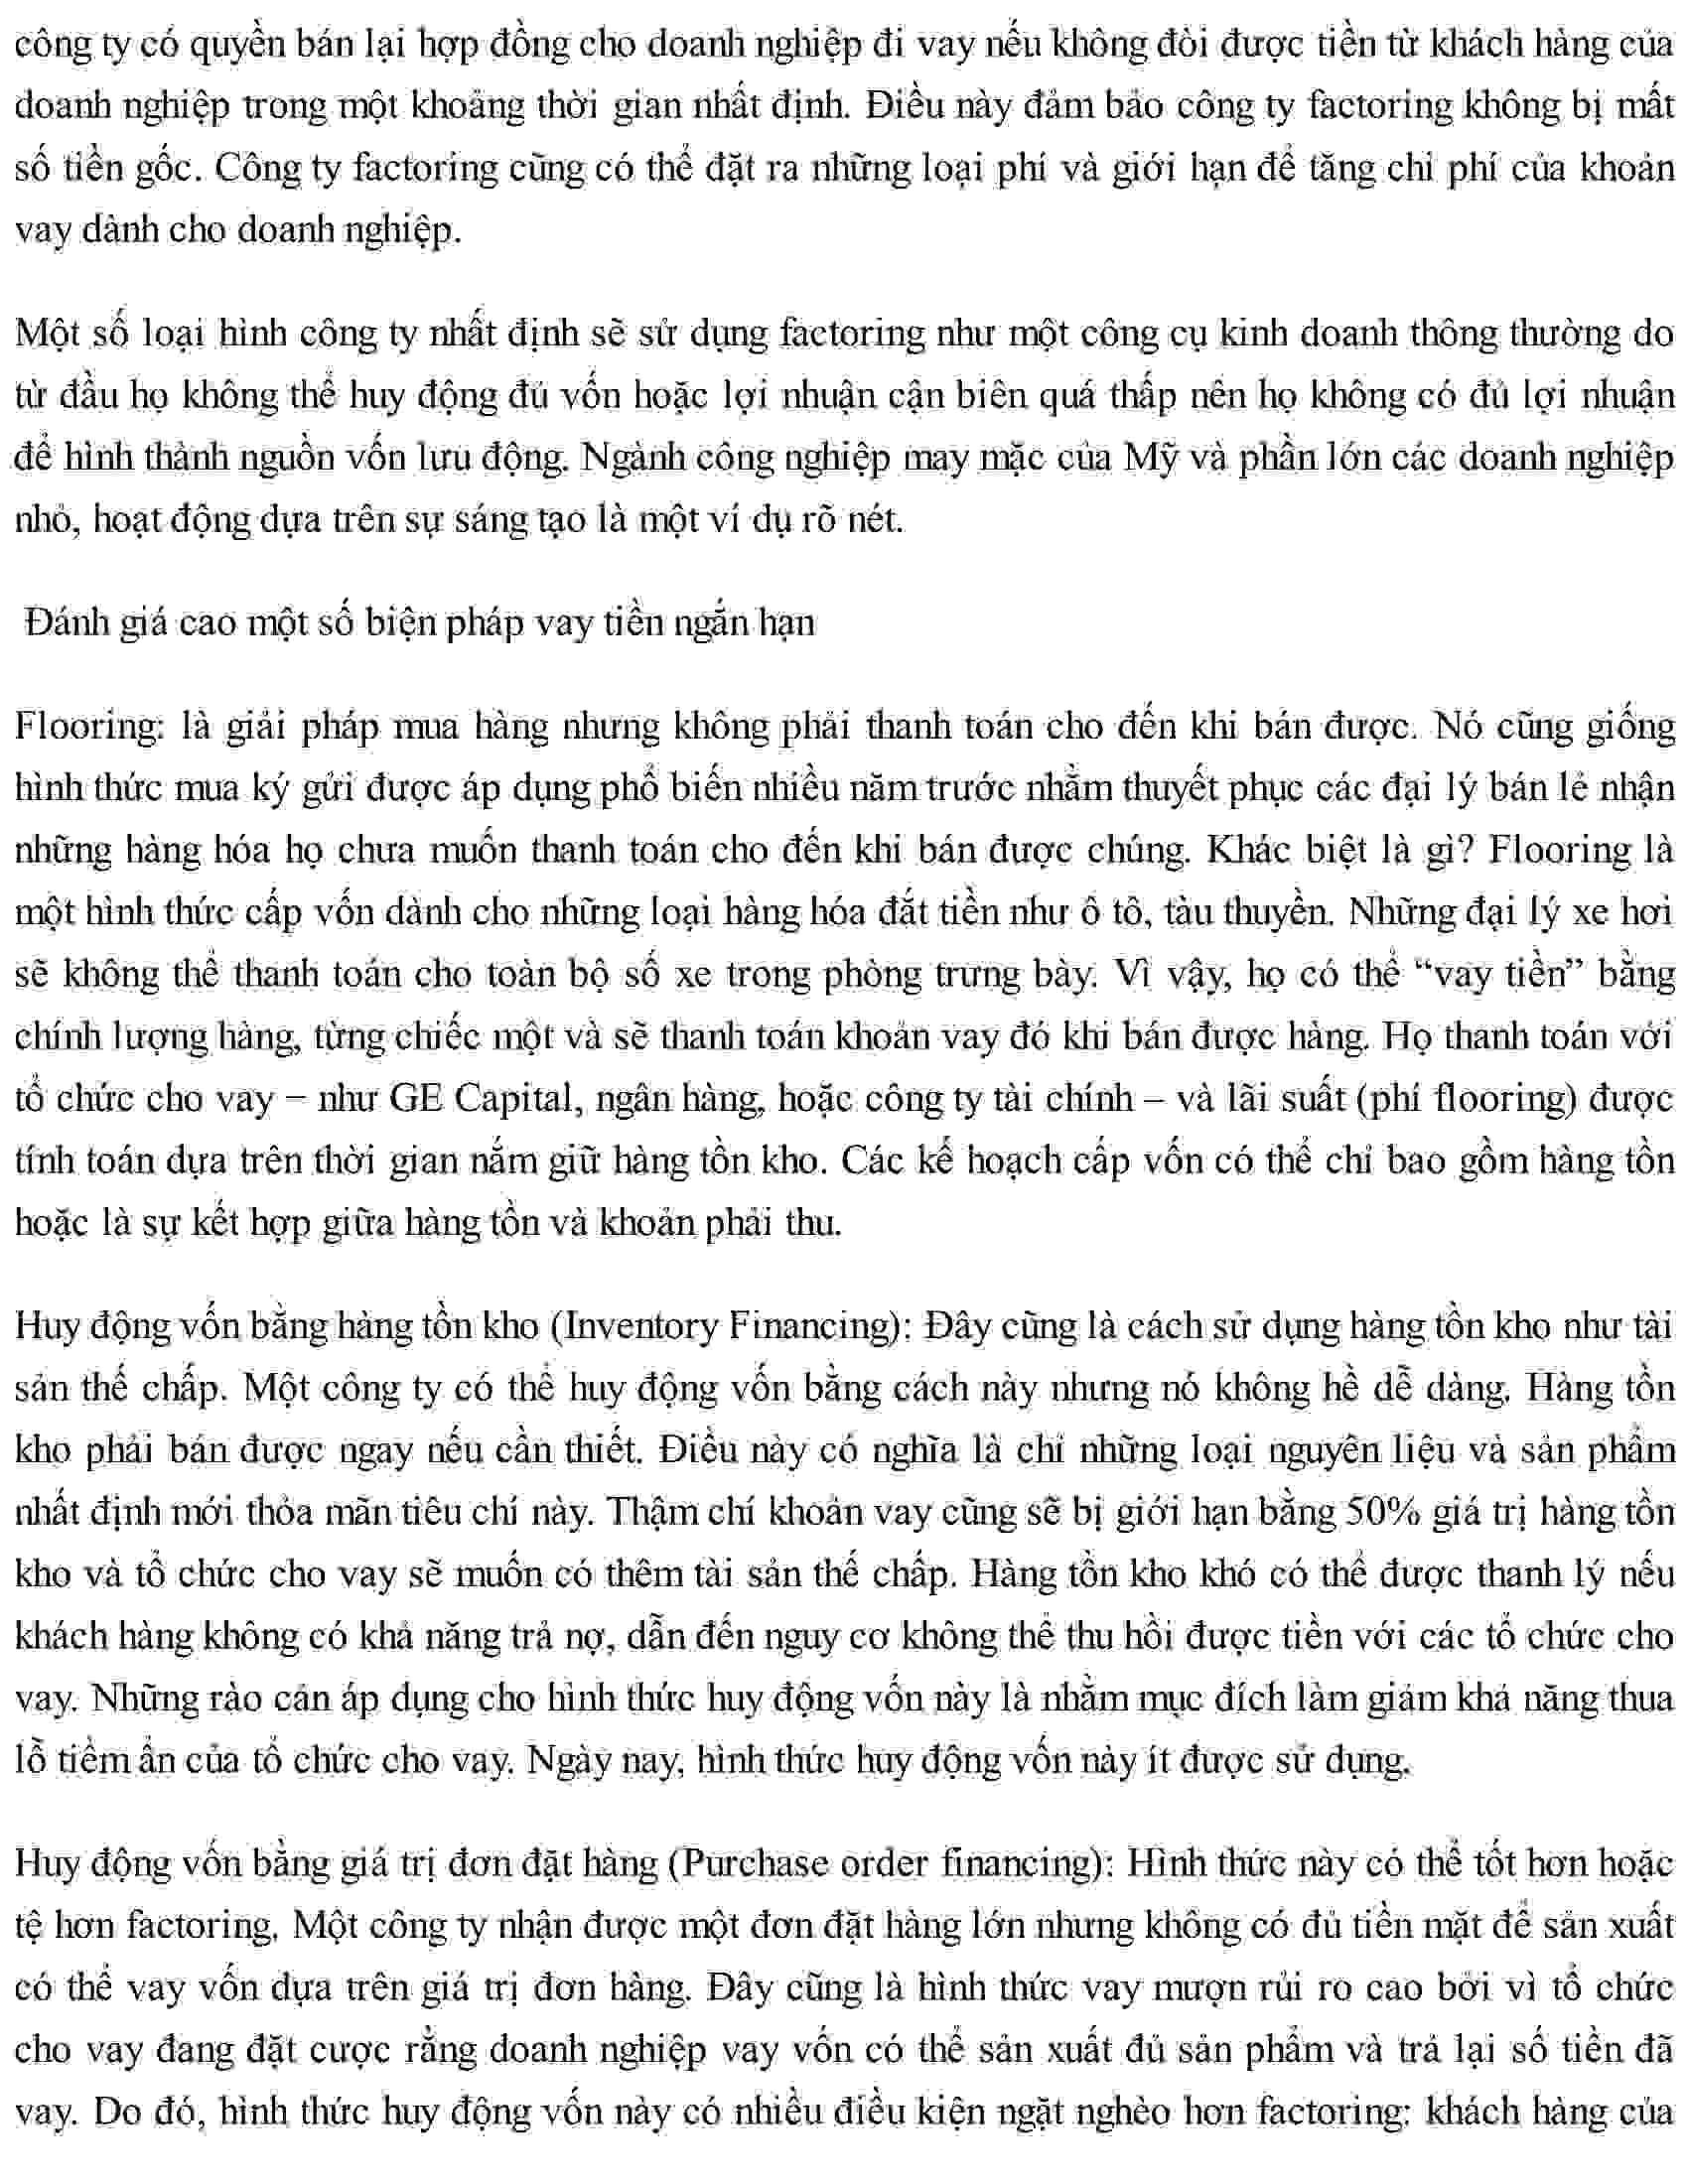 công ty có quyền bán lại hợp đồng cho doanh nghiệp đi vay nếu không đòi được tiền từ khách hàng của
doanh nghiệp trong một khoảng thời gian nhất định. Điều này đảm bảo công ty factoring không bị mất
số tiền gốc. Công ty factoring cũng có thể đặt ra những loại phí và giới hạn để tăng chi phí của khoản
vay dành cho doanh nghiệp.
Một số loại hình công ty nhất định sẽ sử dụng factoring như một công cụ kinh doanh thông thường do
từ đầu họ không thể huy động đủ vốn hoặc lợi nhuận cận biên quá thấp nên họ không có đủ lợi nhuận
để hình thành nguồn vốn lưu động. Ngành công nghiệp may mặc của Mỹ và phần lớn các doanh nghiệp
nhỏ, hoạt động dựa trên sự sáng tạo là một ví dụ rõ nét.
Đánh giá cao một số biện pháp vay tiền ngắn hạn
Flooring: là giải pháp mua hàng nhưng không phải thanh toán cho đến khi bán được. Nó cũng giống
hình thức mua ký gửi được áp dụng phổ biến nhiều năm trước nhằm thuyết phục các đại lý bán lẻ nhận
những hàng hóa họ chưa muốn thanh toán cho đến khi bán được chúng. Khác biệt là gì? Flooring là
một hình thức cấp vốn dành cho những loại hàng hóa đắt tiền như ô tô, tàu thuyền. Những đại lý xe hơi
sẽ không thể thanh toán cho toàn bộ số xe trong phòng trưng bày. Vì vậy, họ có thể “vay tiền” bằng
chính lượng hàng, từng chiếc một và sẽ thanh toán khoản vay đó khi bán được hàng. Họ thanh toán với
tổ chức cho vay – như GE Capital, ngân hàng, hoặc công ty tài chính – và lãi suất (phí flooring) được
tính toán dựa trên thời gian nắm giữ hàng tồn kho. Các kế hoạch cấp vốn có thể chỉ bao gồm hàng tồn
hoặc là sự kết hợp giữa hàng tồn và khoản phải thu.
Huy động vốn bằng hàng tồn kho (Inventory Financing): Đây cũng là cách sử dụng hàng tồn kho như tài
sản thế chấp. Một công ty có thể huy động vốn bằng cách này nhưng nó không hề dễ dàng. Hàng tồn
kho phải bán được ngay nếu cần thiết. Điều này có nghĩa là chỉ những loại nguyên liệu và sản phẩm
nhất định mới thỏa mãn tiêu chí này. Thậm chí khoản vay cũng sẽ bị giới hạn bằng 50% giá trị hàng tồn
kho và tổ chức cho vay sẽ muốn có thêm tài sản thế chấp. Hàng tồn kho khó có thể được thanh lý nếu
khách hàng không có khả năng trả nợ, dẫn đến nguy cơ không thể thu hồi được tiền với các tổ chức cho
vay. Những rào cản áp dụng cho hình thức huy động vốn này là nhằm mục đích làm giảm khả năng thua
lỗ tiềm ẩn của tổ chức cho vay. Ngày nay, hình thức huy động vốn này ít được sử dụng.
Huy động vốn bằng giá trị đơn đặt hàng (Purchase order financing): Hình thức này có thể tốt hơn hoặc
tệ hơn factoring. Một công ty nhận được một đơn đặt hàng lớn nhưng không có đủ tiền mặt để sản xuất
có thể vay vốn dựa trên giá trị đơn hàng. Đây cũng là hình thức vay mượn rủi ro cao bởi vì tổ chức
cho vay đang đặt cược rằng doanh nghiệp vay vốn có thể sản xuất đủ sản phẩm và trả lại số tiền đã
vay. Do đó, hình thức huy động vốn này có nhiều điều kiện ngặt nghèo hơn factoring: khách hàng của